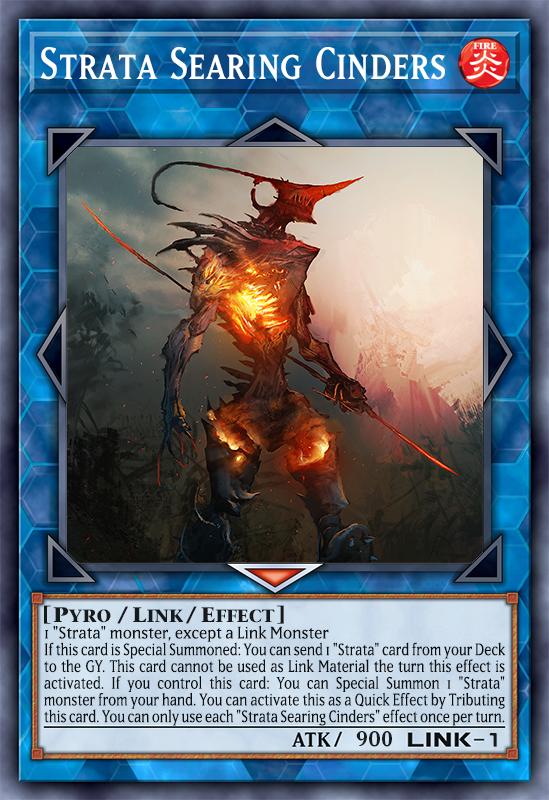 Strata Searing Cinders
FIRE
炎
[Pyro / Link / Effect]
1 "Strata" monster, except a Link Monster
If this card is Special Summoned: You can send 1 "Strata" card from your Deck
to the GY. This card cannot be used as Link Material the turn this effect is
activated. If you control this card: You can Special Summon 1 "Strata"
monster from your hand. You can activate this as a Quick Effect by Tributing
this card. You can only use each "Strata Searing Cinders" effect once per turn.
ATK/ 900 LINK-1